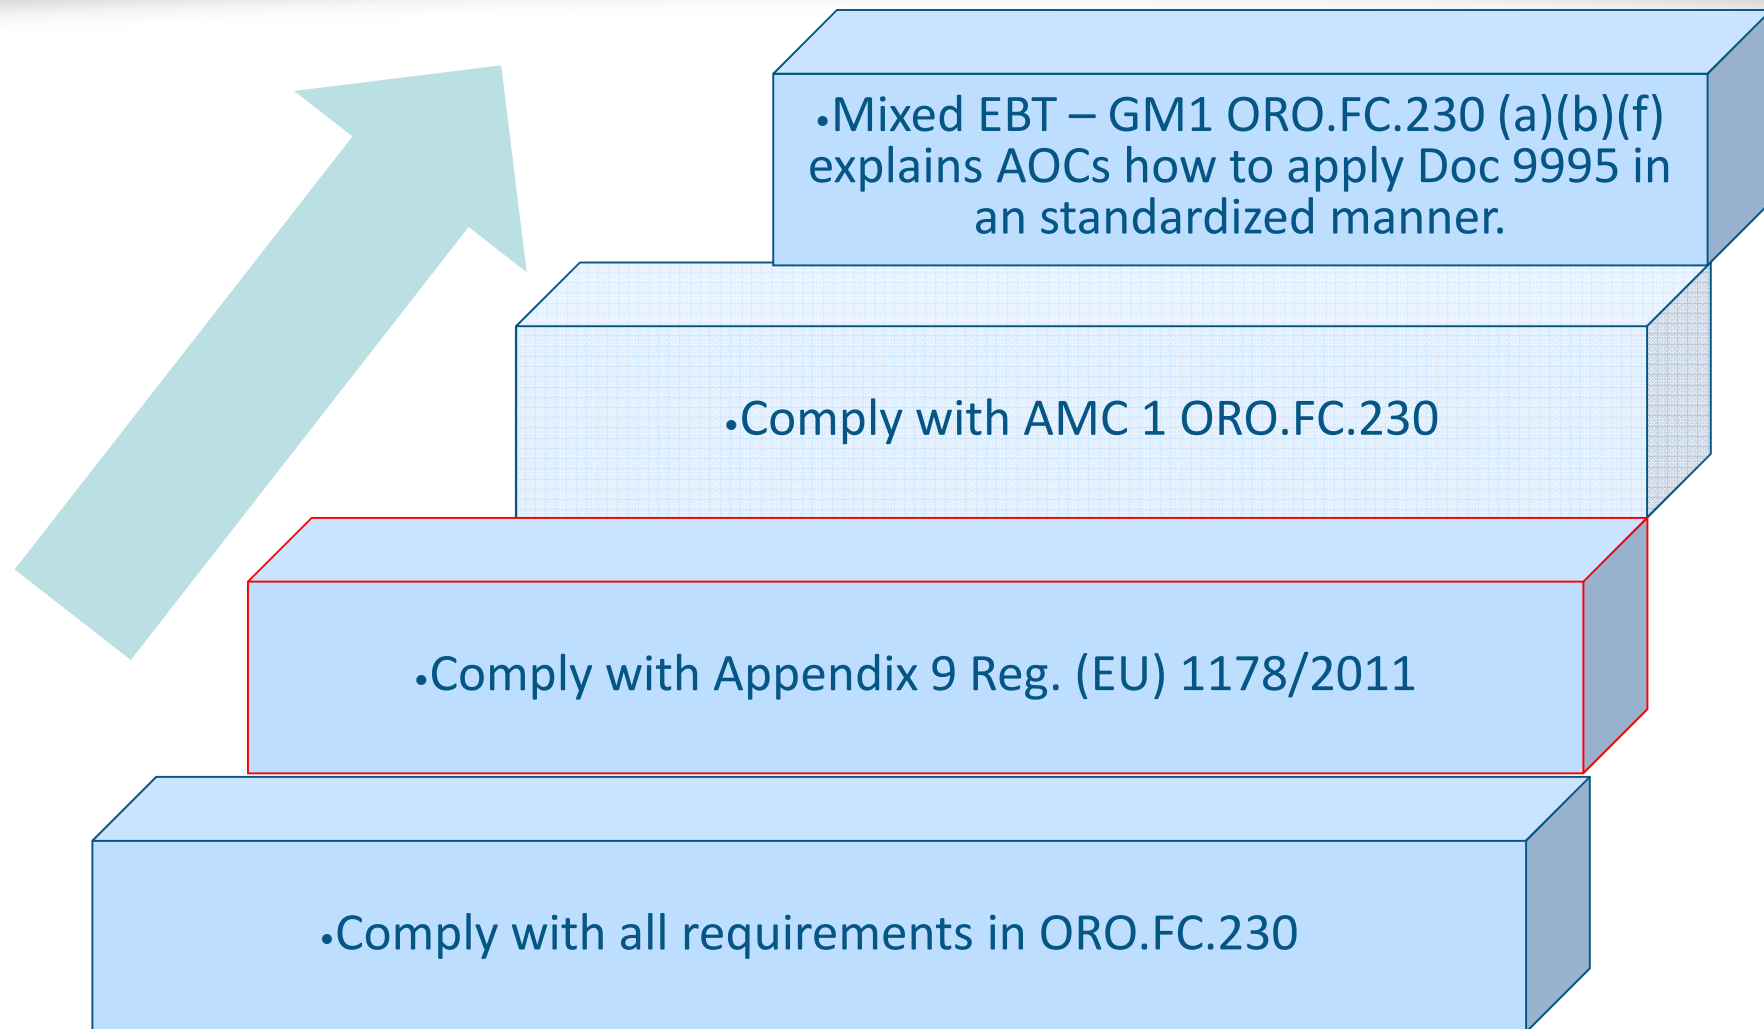 •Mixed EBT – GM1 ORO.FC.230 (a)(b)(f)
explains AOCs how to apply Doc 9995 in
an standardized manner.
•Comply with AMC 1 ORO.FC.230
•Comply with Appendix 9 Reg. (EU) 1178/2011
•Comply with all requirements in ORO.FC.230